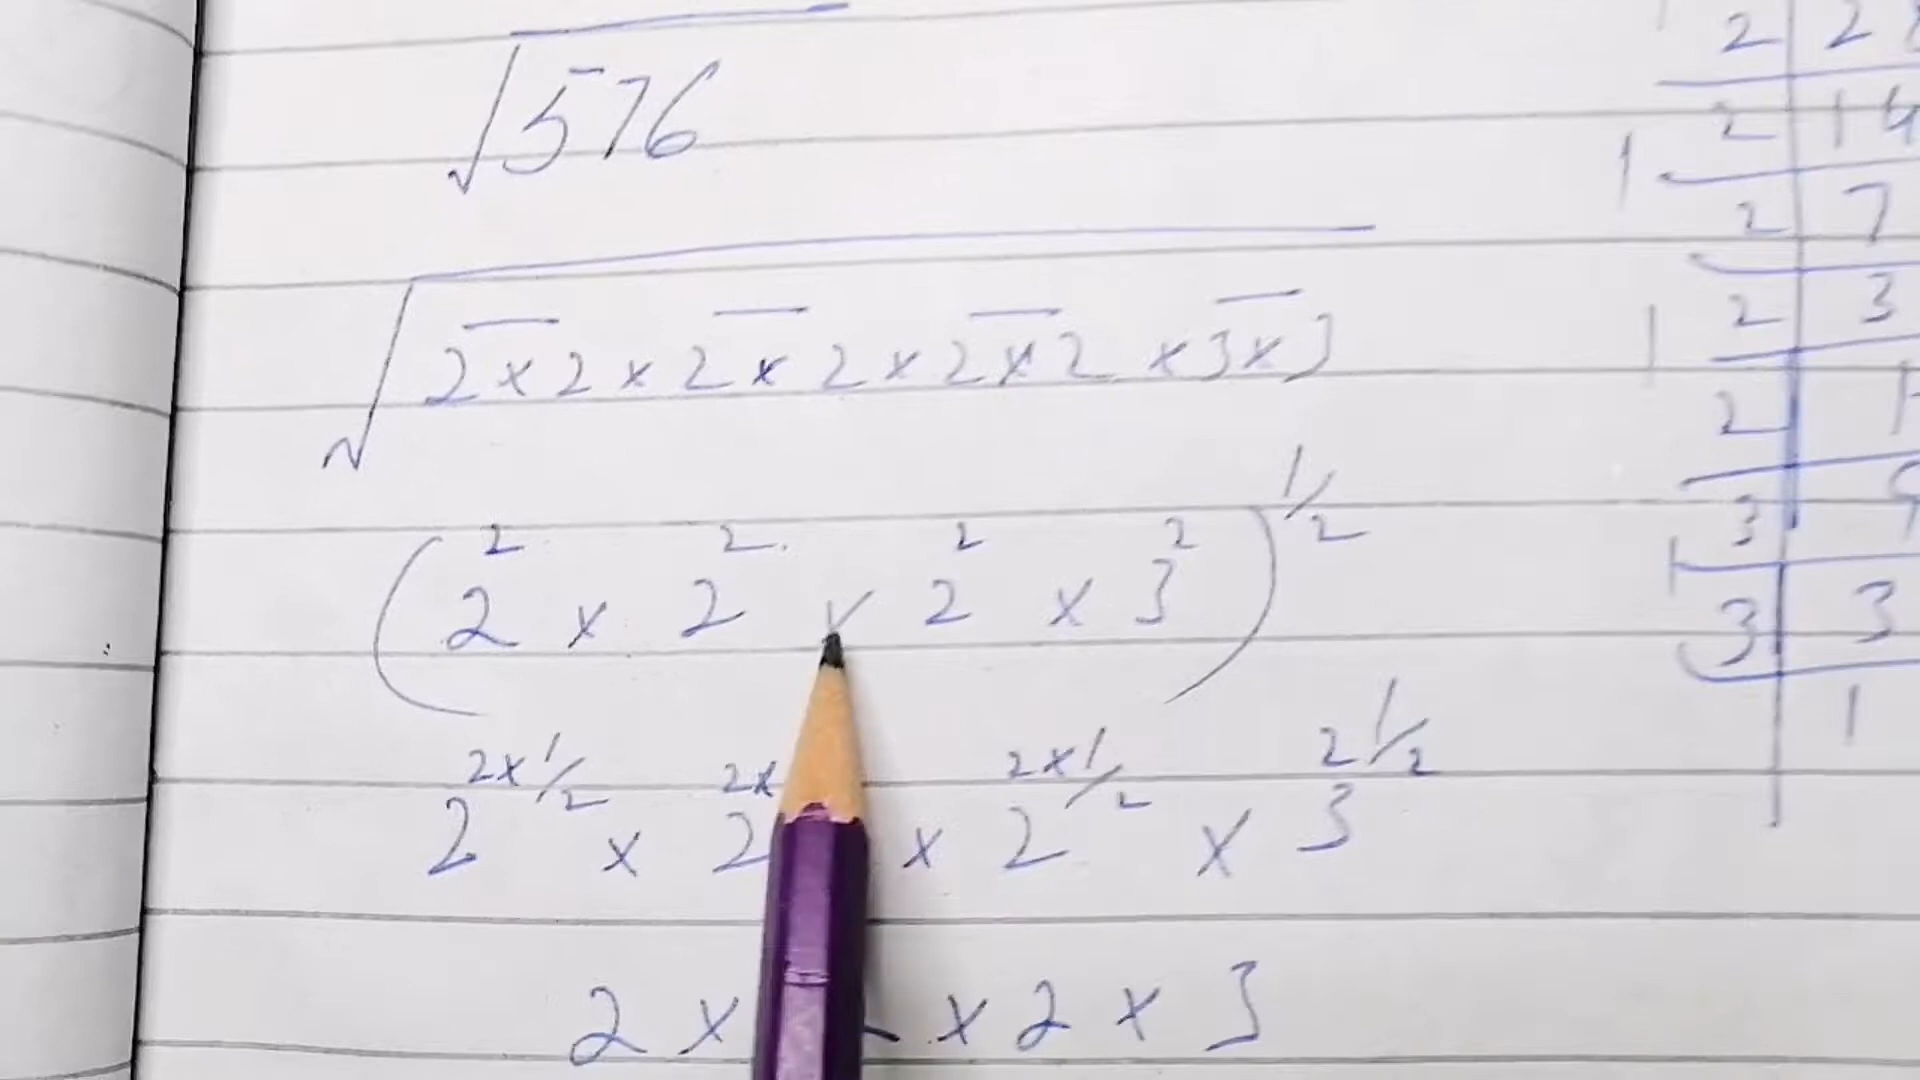 √576
√2×2×2×2×2×2×3×3
(2² × 2² × 2² × 3²)^1/2
2^2×1/2 × 2^2× × 2^2×1/2 × 3^2 1/2
2 × 2 × 2 × 3
2 | 2
2 | 14
2 | 7
2 | 3
2 | 1
3 | 9
3 | 3
1